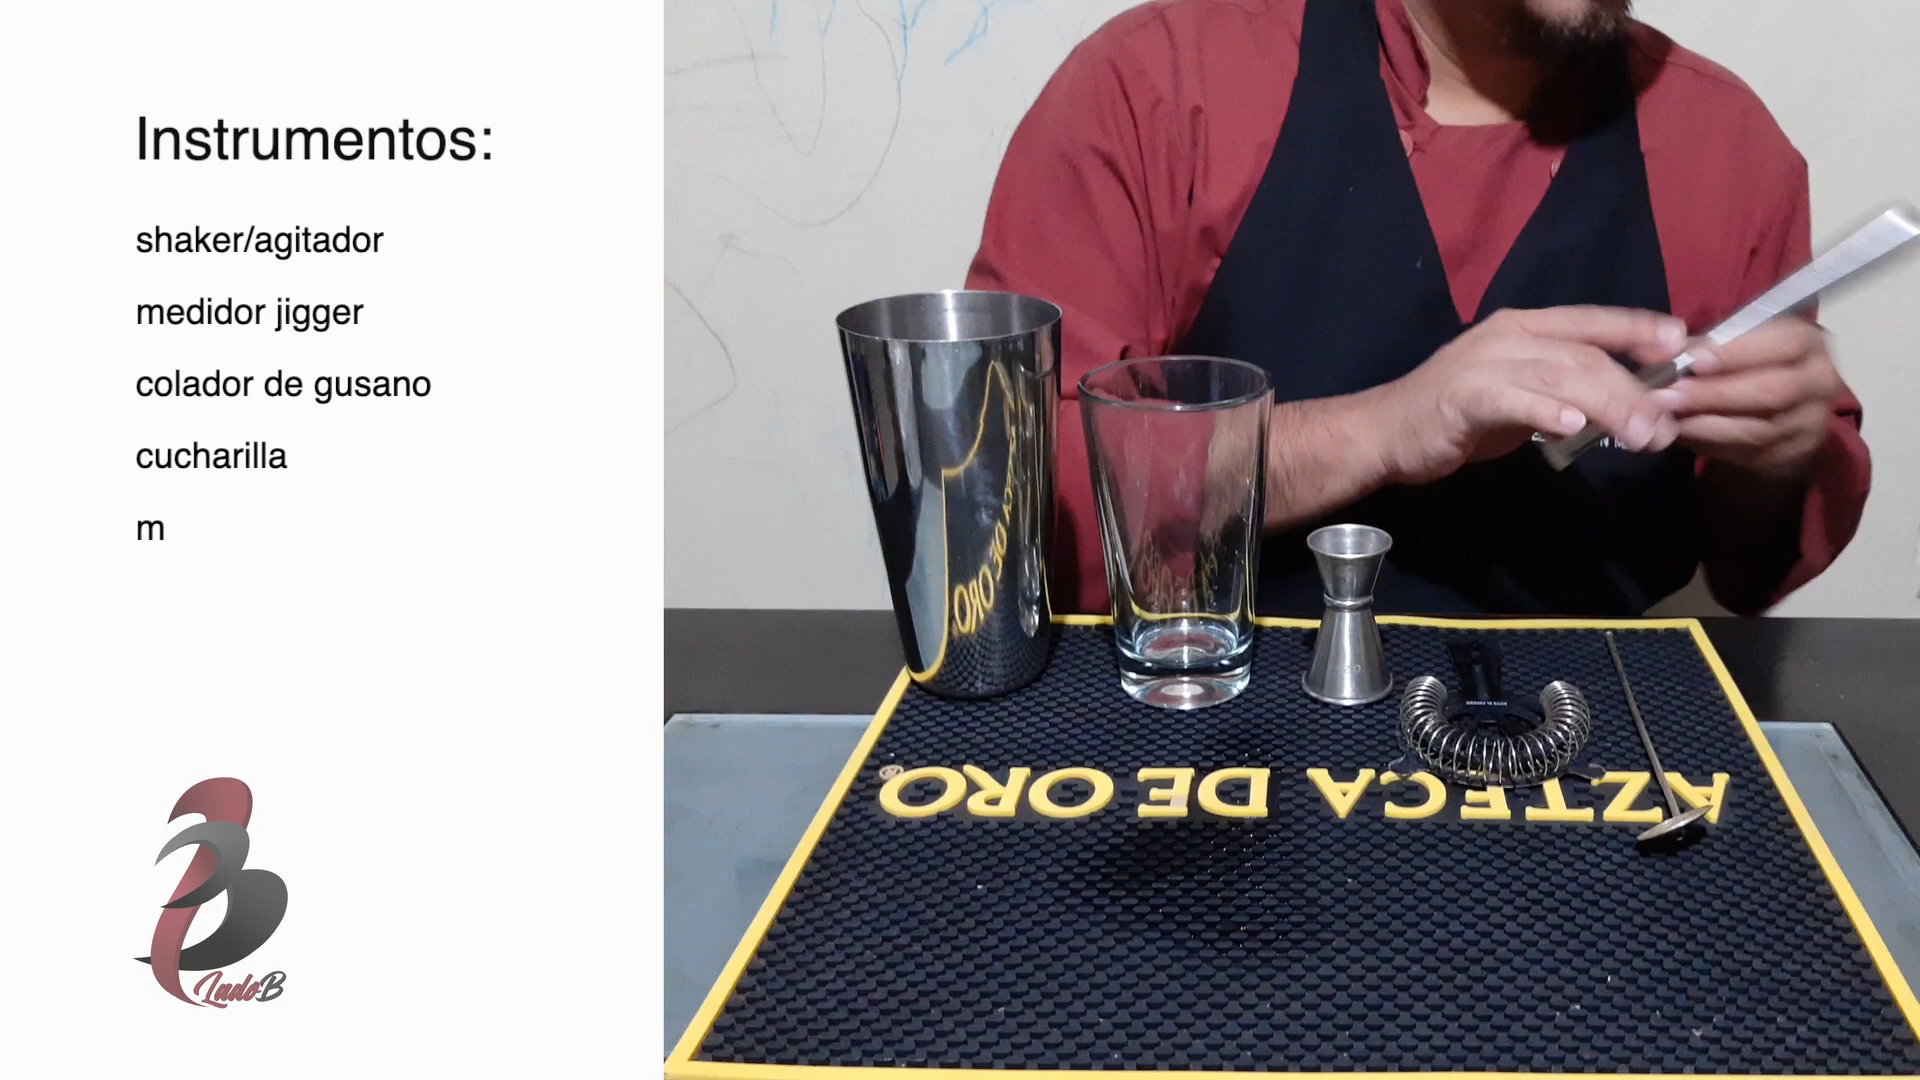 Instrumentos:
shaker/agitador
medidor jigger
colador de gusano
cucharilla
m
LadoB
AZTECA DE ORO®